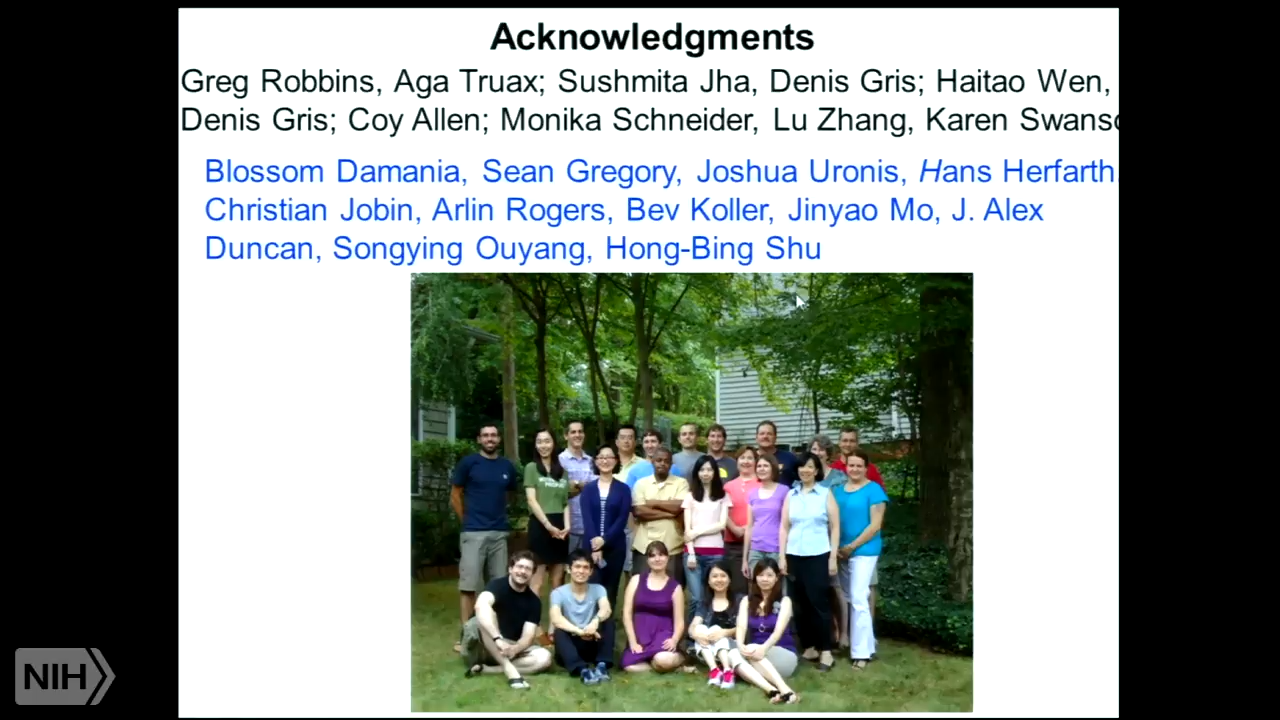 Acknowledgments
Greg Robbins, Aga Truax; Sushmita Jha, Denis Gris; Haitao Wen,
Denis Gris; Coy Allen; Monika Schneider, Lu Zhang, Karen Swanso
Blossom Damania, Sean Gregory, Joshua Uronis, Hans Herfarth,
Christian Jobin, Arlin Rogers, Bev Koller, Jinyao Mo, J. Alex
Duncan, Songying Ouyang, Hong-Bing Shu
NIH